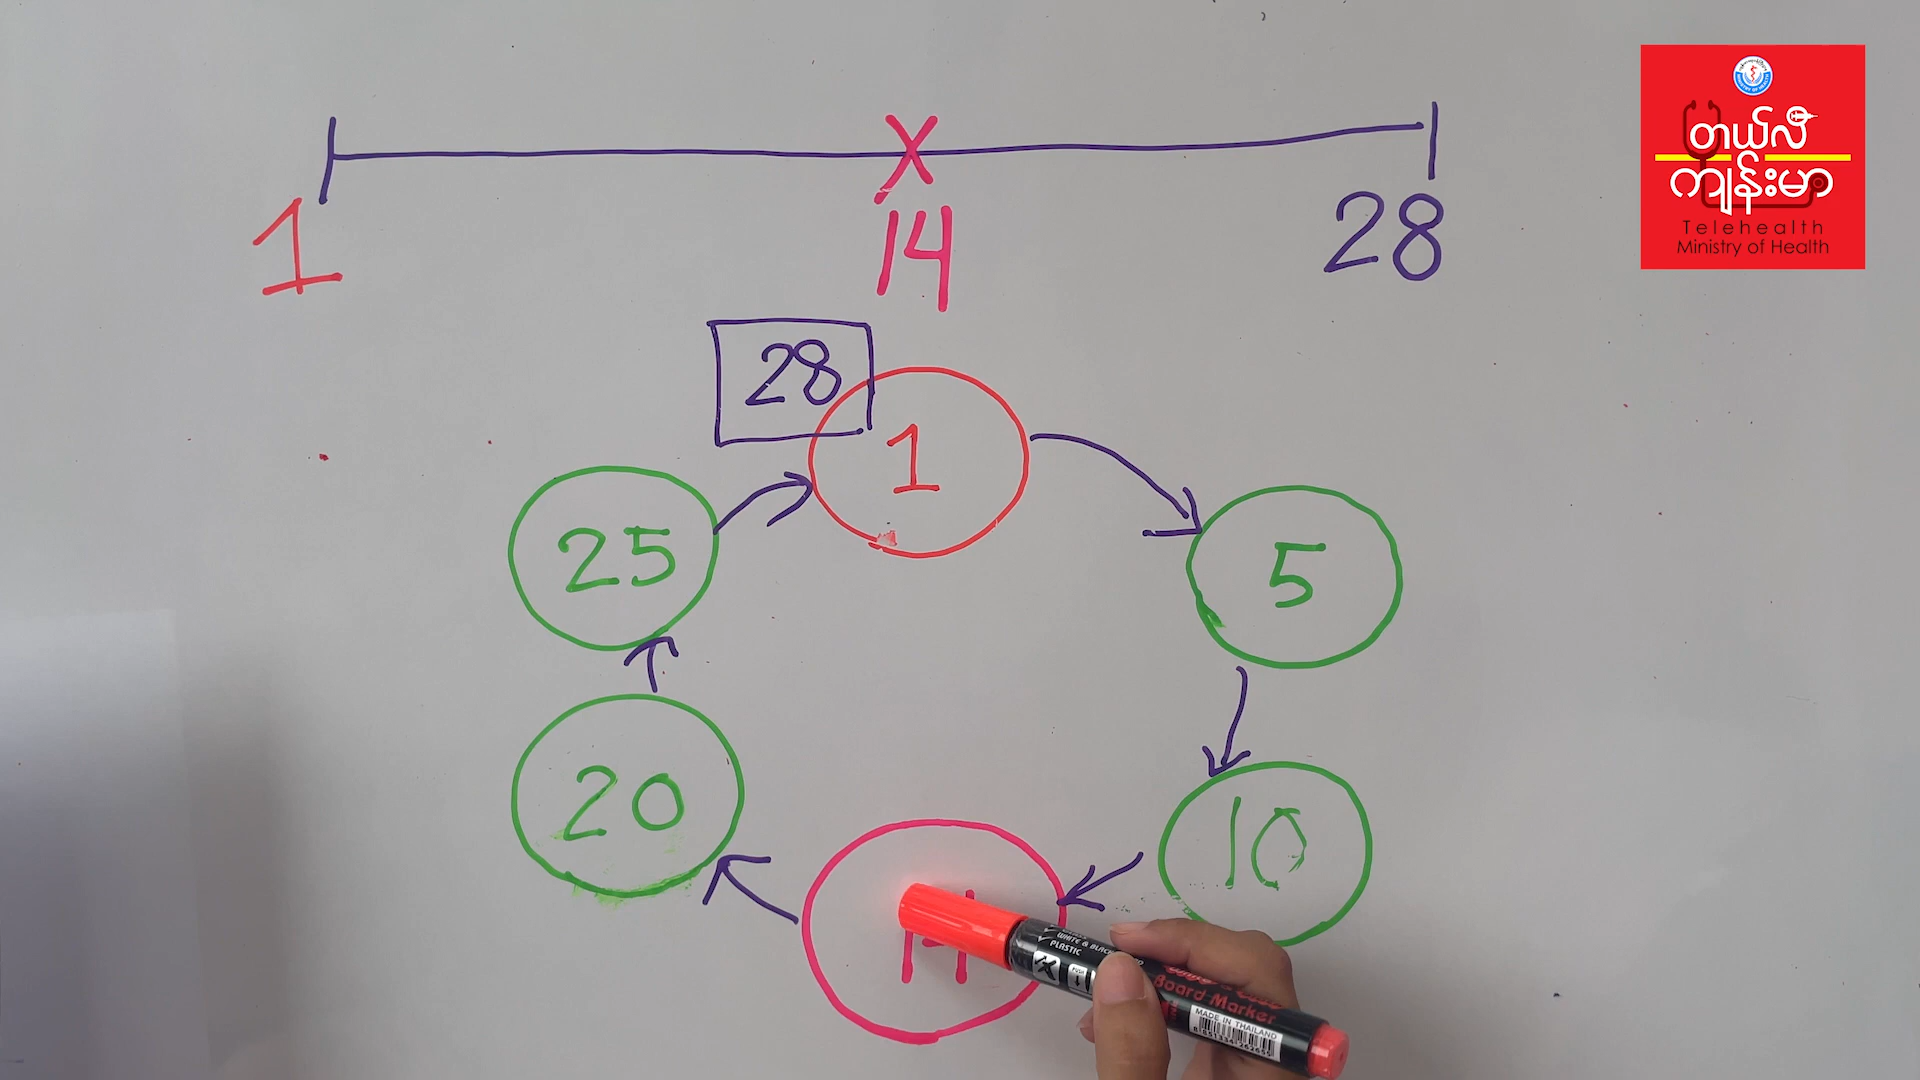 1
14
28
28
1
25
5
20
10
14
တယ်လီ
ကျန်းမာ
Telehealth
Ministry of Health
WHITE &
PLASTIC
Board Marker
MADE IN THAILAND